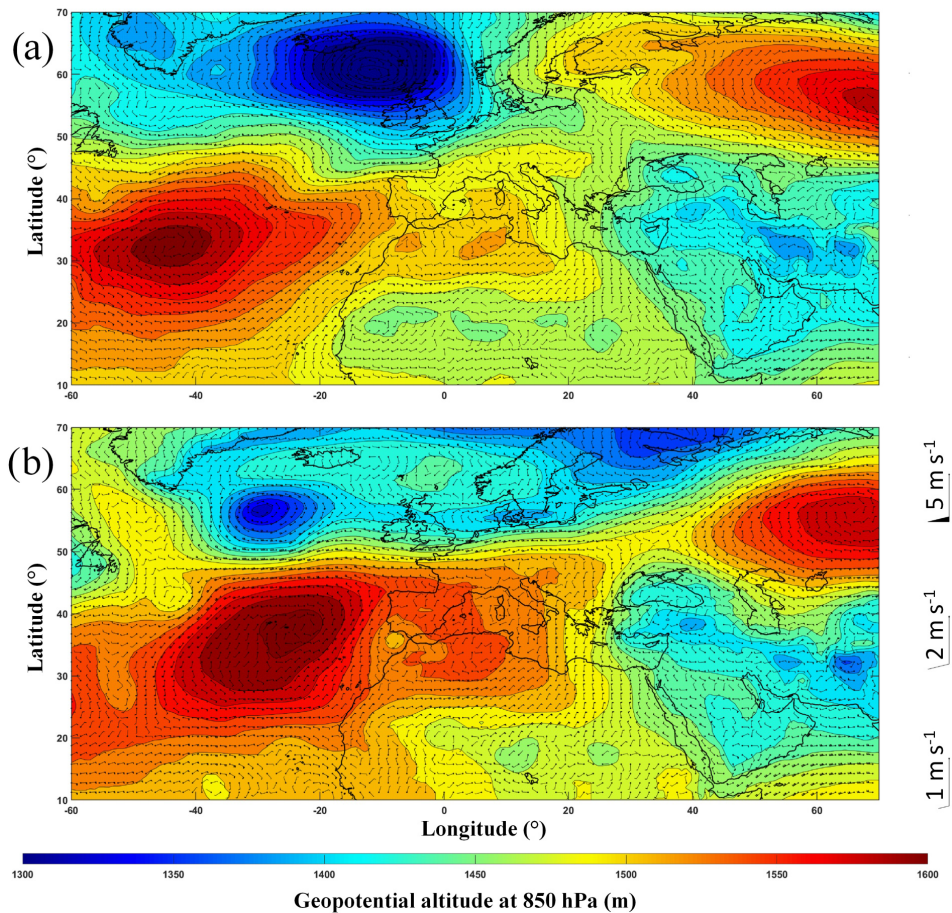 (a)
70
60
50
40
30
20
10
Latitude (°)
-60 -40 -20 0 20 40 60
(b)
70
60
50
40
30
20
10
Latitude (°)
-60 -40 -20 0 20 40 60
Longitude (°)
5 m s-1
2 m s-1
1 m s-1
1300 1350 1400 1450 1500 1550 1600
Geopotential altitude at 850 hPa (m)